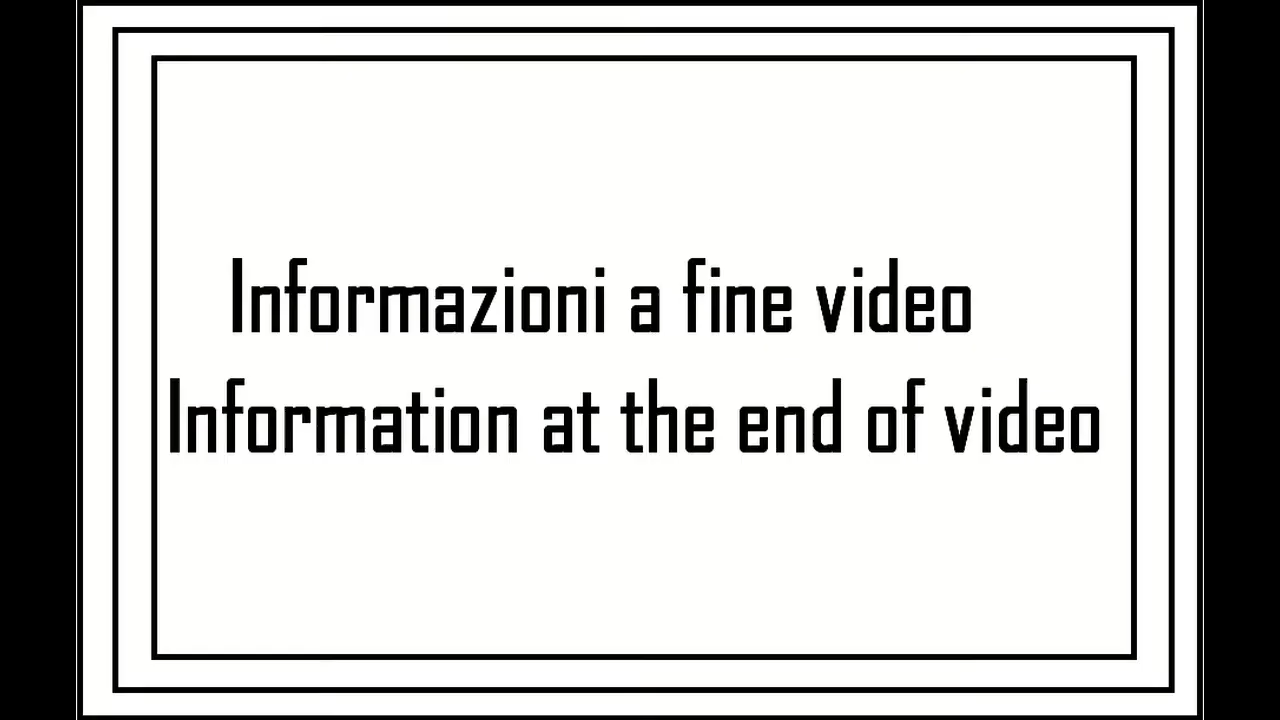 Informazioni a fine video
Information at the end of video